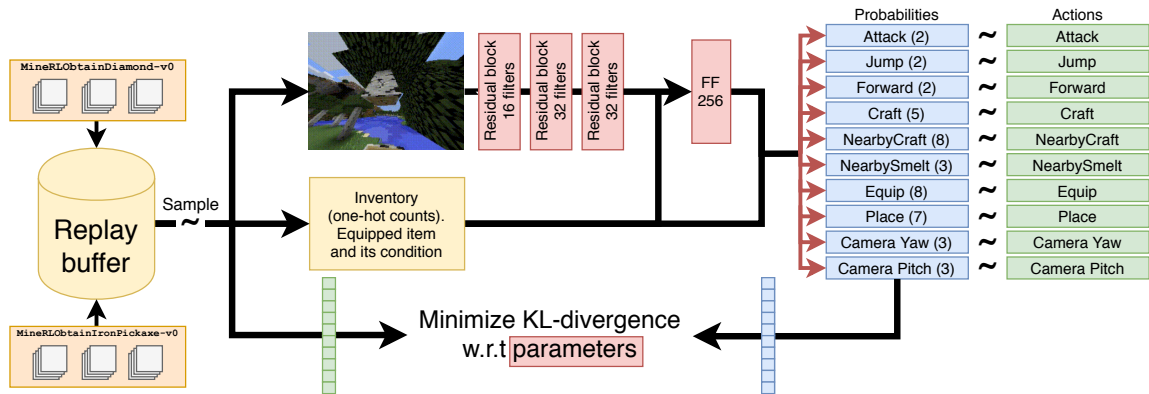 MineRLObtainDiamond-v0
Replay
buffer
MineRLObtainIronPickaxe-v0
Sample
~
Residual block
16 filters
Residual block
32 filters
Residual block
32 filters
FF
256
Inventory
(one-hot counts).
Equipped item
and its condition
Minimize KL-divergence
w.r.t parameters
Probabilities
Actions
Attack (2) ~ Attack
Jump (2) ~ Jump
Forward (2) ~ Forward
Craft (5) ~ Craft
NearbyCraft (8) ~ NearbyCraft
NearbySmelt (3) ~ NearbySmelt
Equip (8) ~ Equip
Place (7) ~ Place
Camera Yaw (3) ~ Camera Yaw
Camera Pitch (3) ~ Camera Pitch